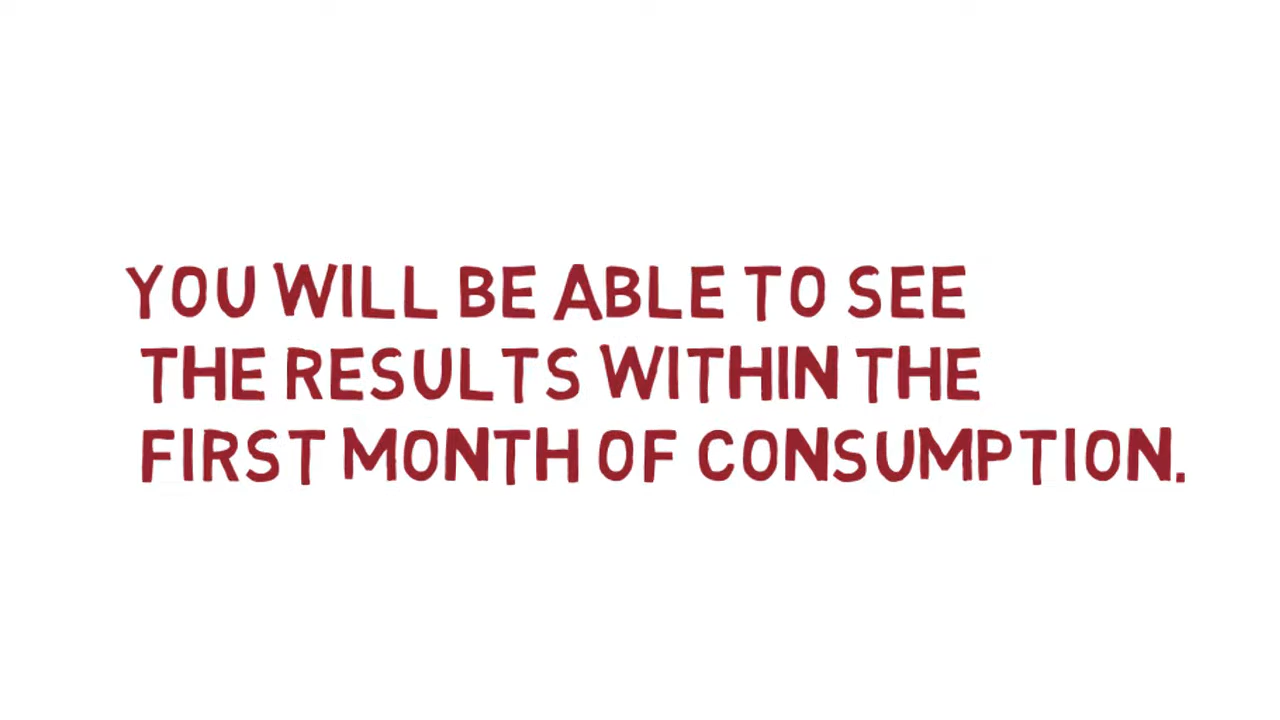 YOU WILL BE ABLE TO SEE
THE RESULTS WITHIN THE
FIRST MONTH OF CONSUMPTION.